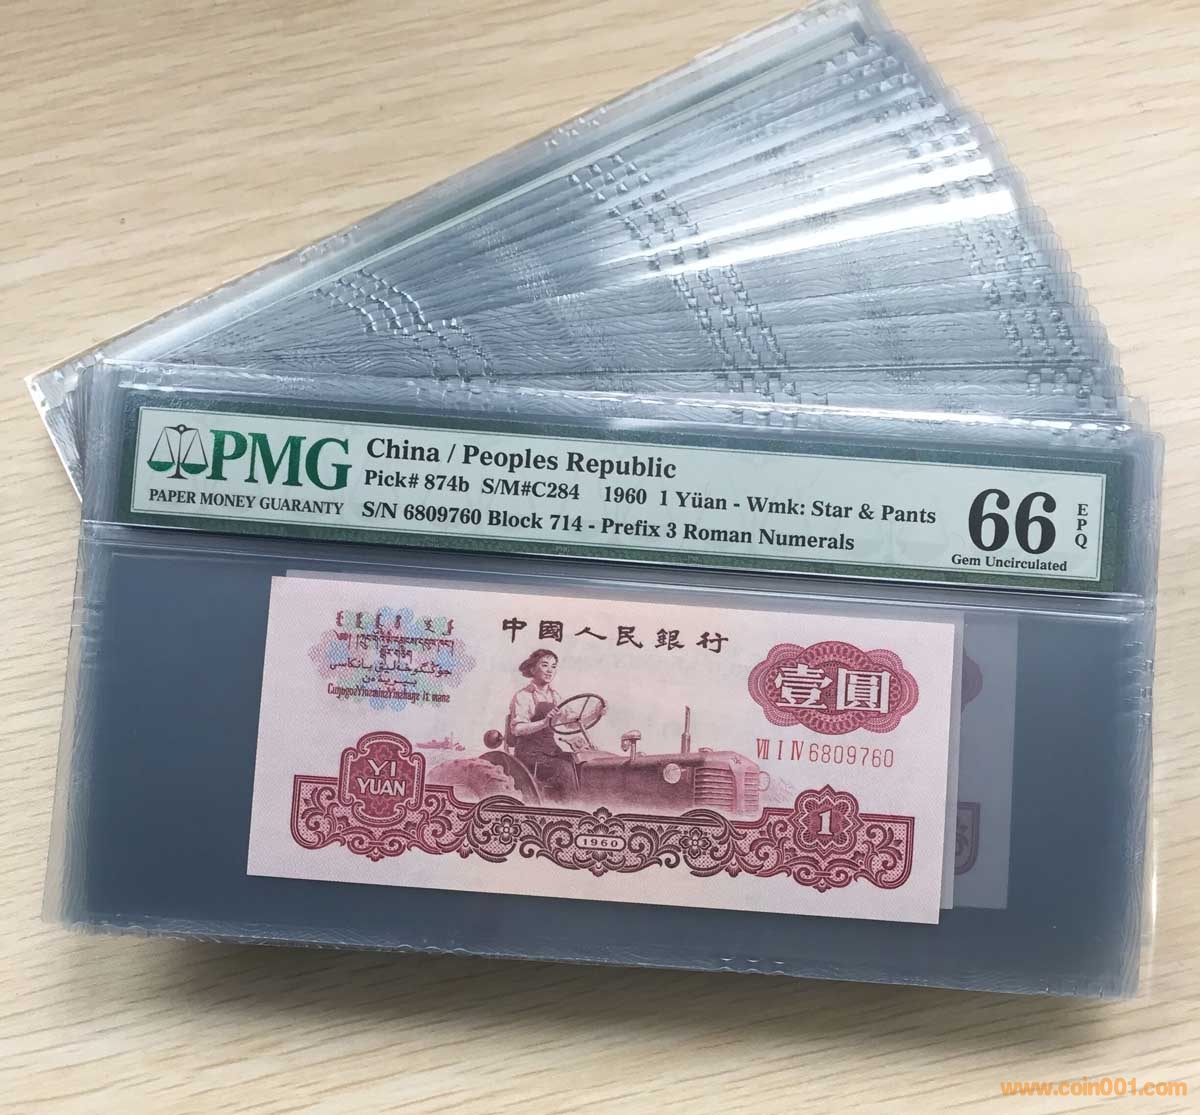 PMG
PAPER MONEY GUARANTY
China / Peoples Republic
Pick# 874b S/M#C284 1960 1 Yüan - Wmk: Star & Pants
S/N 6809760 Block 714 - Prefix 3 Roman Numerals
66
EPQ
Gem Uncirculated
中國人民銀行
壹圓
VII I IV 6809760
YI
YUAN
1960
1
www.coin001.com